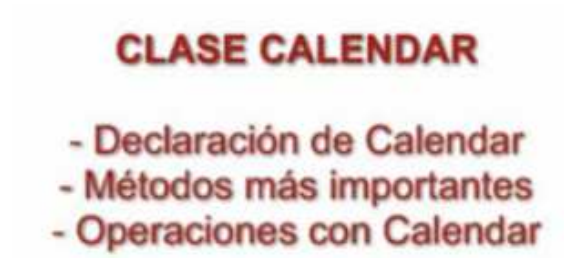 CLASE CALENDAR
- Declaración de Calendar
- Métodos más importantes
- Operaciones con Calendar